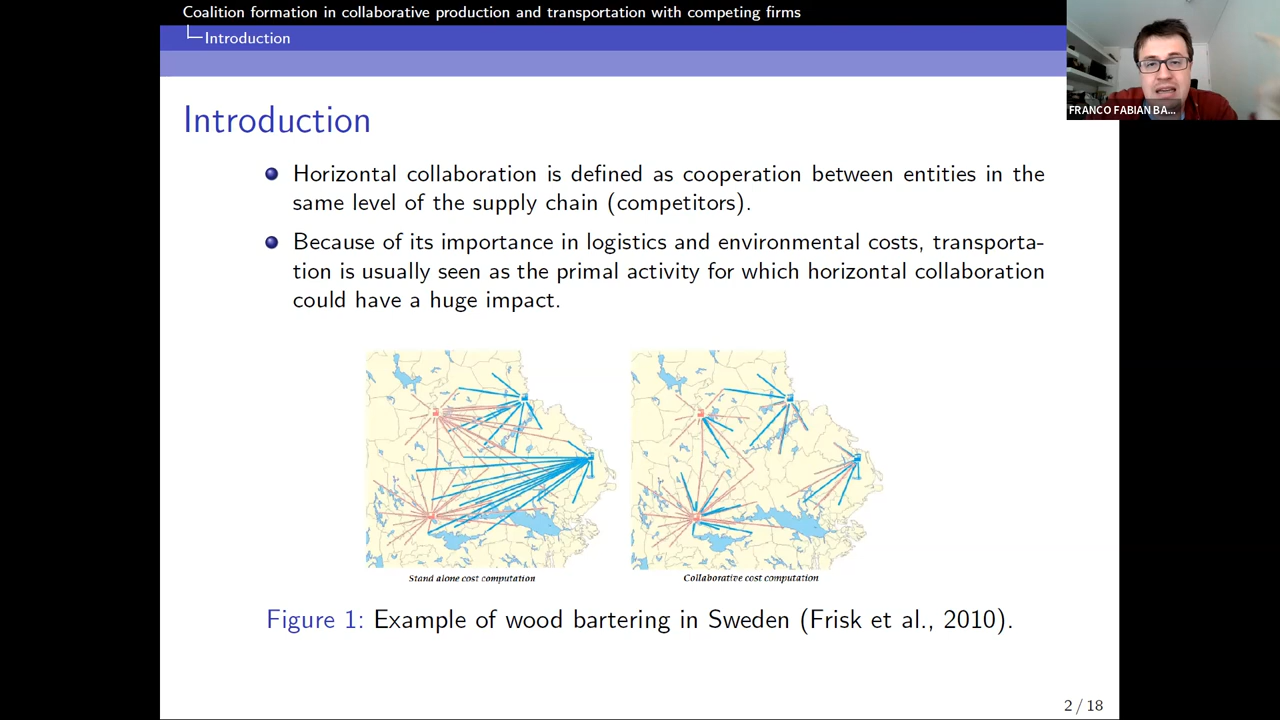 Coalition formation in collaborative production and transportation with competing firms
Introduction
FRANCO FABIAN BA...
Introduction
Horizontal collaboration is defined as cooperation between entities in the
same level of the supply chain (competitors).
Because of its importance in logistics and environmental costs, transporta-
tion is usually seen as the primal activity for which horizontal collaboration
could have a huge impact.
Stand alone cost computation
Collaborative cost computation
Figure 1: Example of wood bartering in Sweden (Frisk et al., 2010).
2 / 18